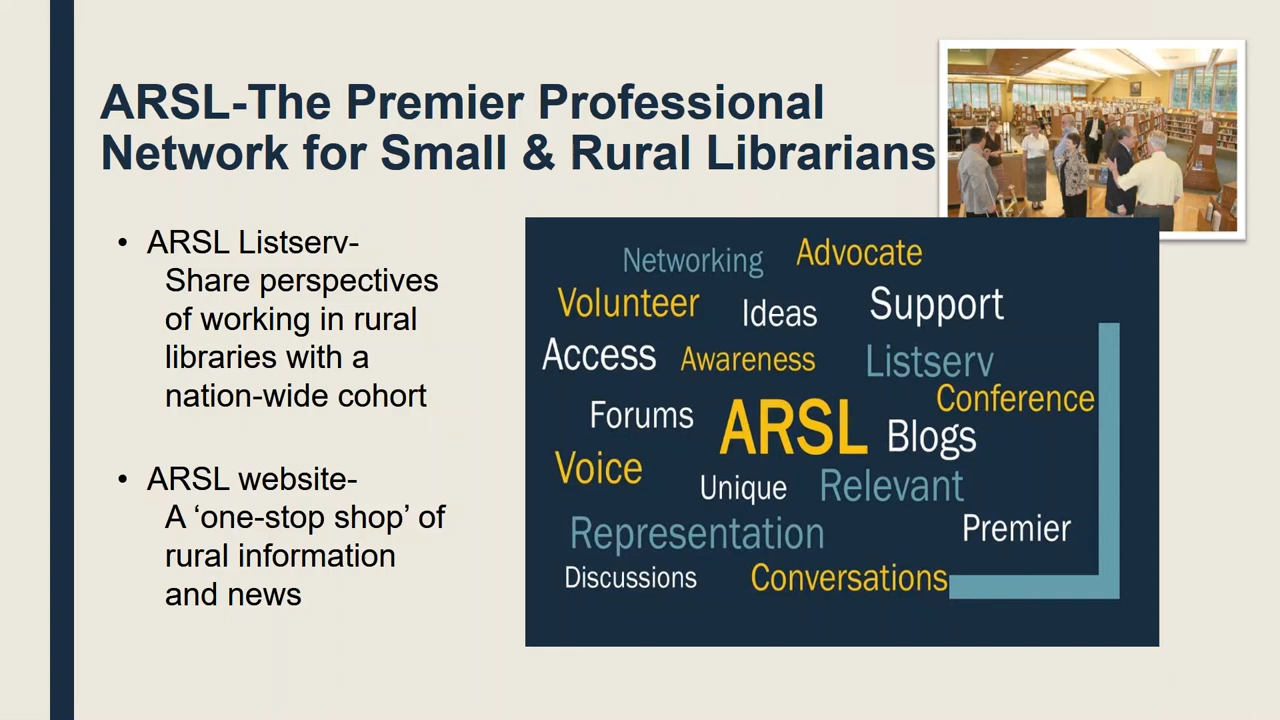 ARSL-The Premier Professional
Network for Small & Rural Librarians
• ARSL Listserv-
Share perspectives
of working in rural
libraries with a
nation-wide cohort
• ARSL website-
A ‘one-stop shop’ of
rural information
and news
Networking Advocate
Volunteer Ideas Support
Access Awareness Listserv
Conference
Forums ARSL Blogs
Voice Unique Relevant
Representation Premier
Discussions Conversations